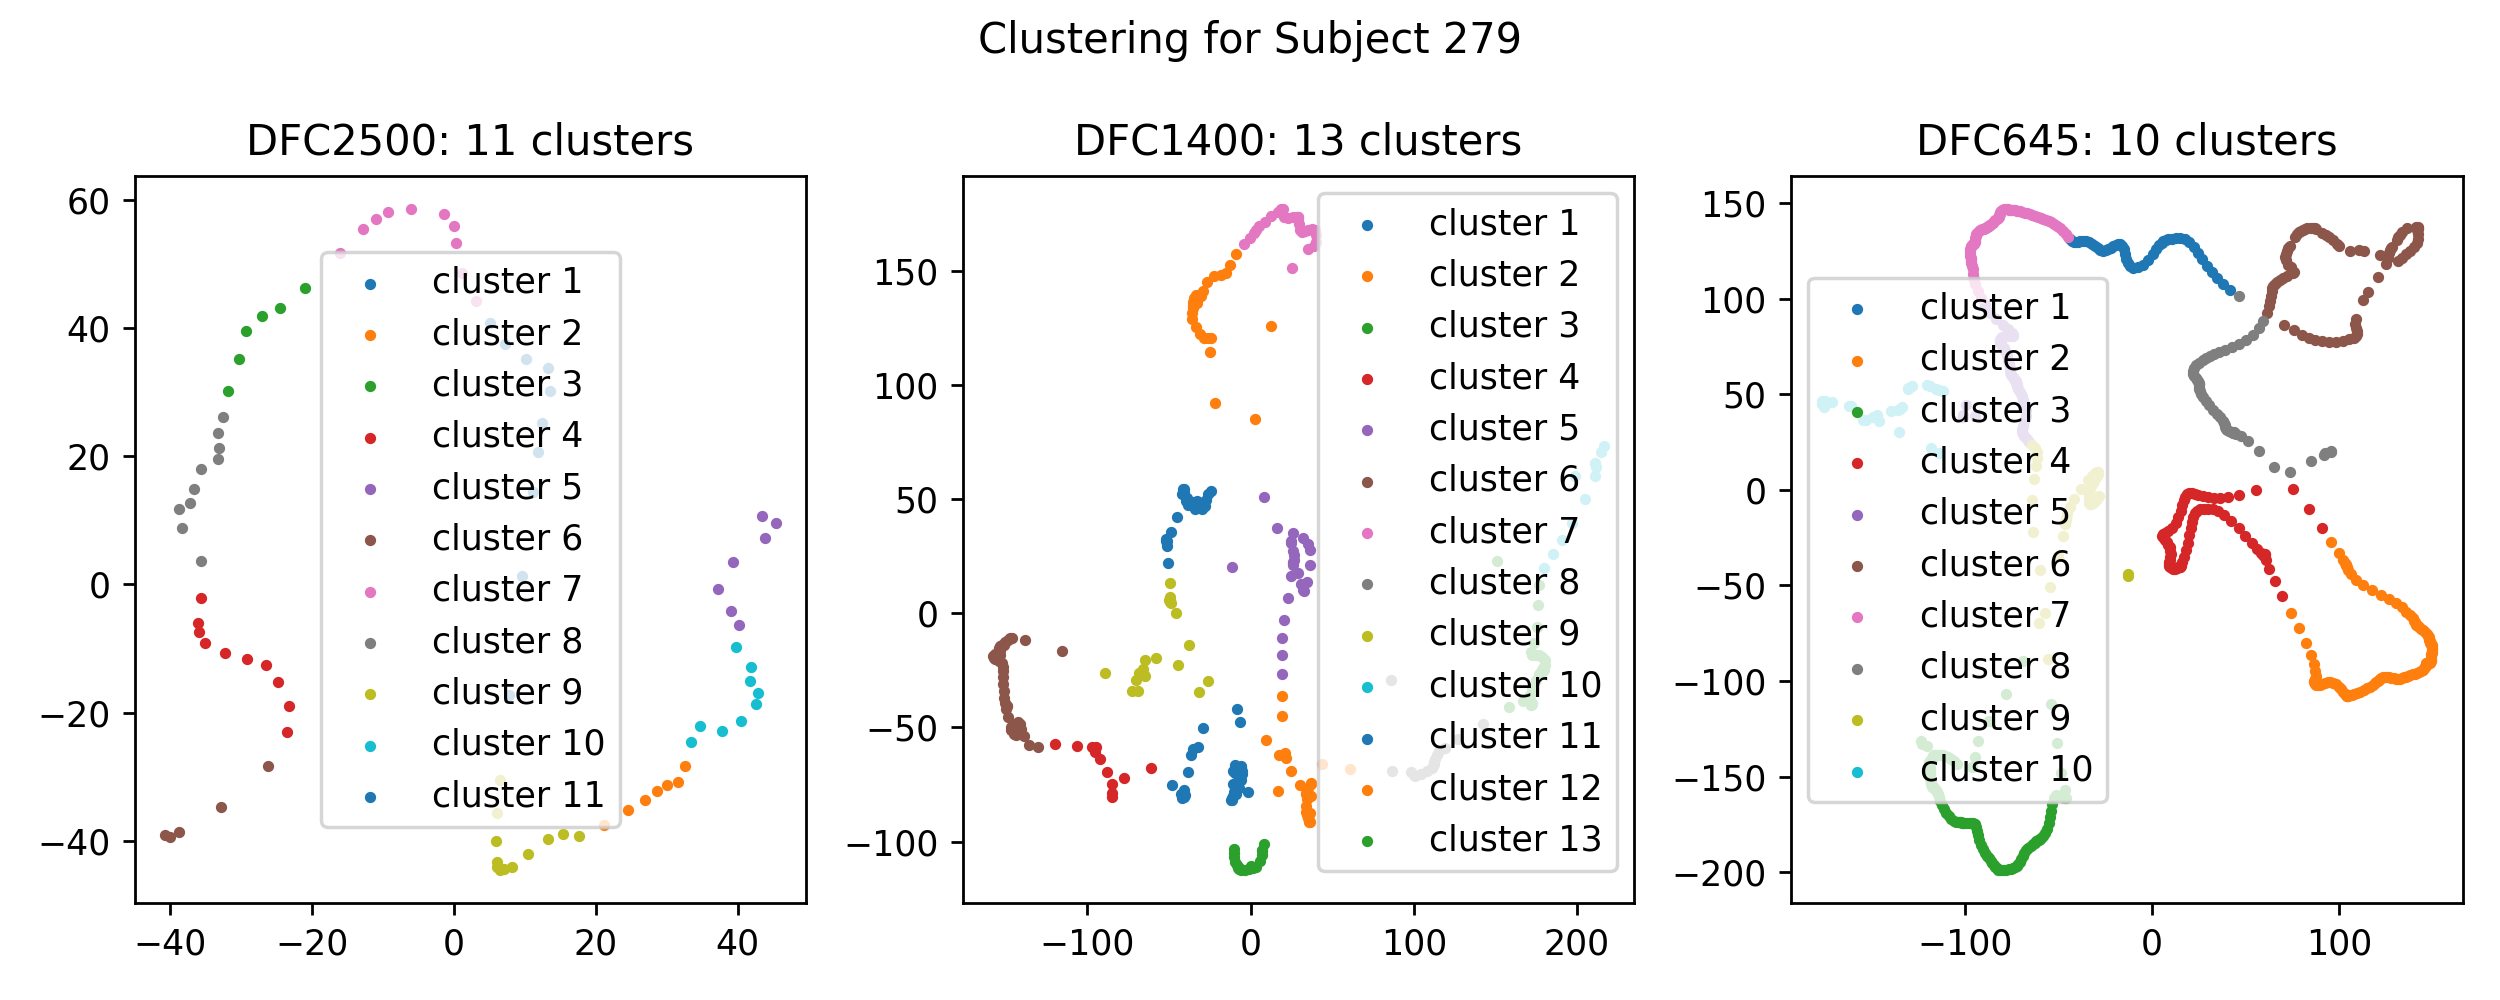 Clustering for Subject 279
DFC2500: 11 clusters
60
40
20
0
−20
−40
−40
−20
0
20
40
cluster 1
cluster 2
cluster 3
cluster 4
cluster 5
cluster 6
cluster 7
cluster 8
cluster 9
cluster 10
cluster 11
DFC1400: 13 clusters
150
100
50
0
−50
−100
−100
0
100
200
cluster 1
cluster 2
cluster 3
cluster 4
cluster 5
cluster 6
cluster 7
cluster 8
cluster 9
cluster 10
cluster 11
cluster 12
cluster 13
DFC645: 10 clusters
150
100
50
0
−50
−100
−150
−200
−100
0
100
cluster 1
cluster 2
cluster 3
cluster 4
cluster 5
cluster 6
cluster 7
cluster 8
cluster 9
cluster 10